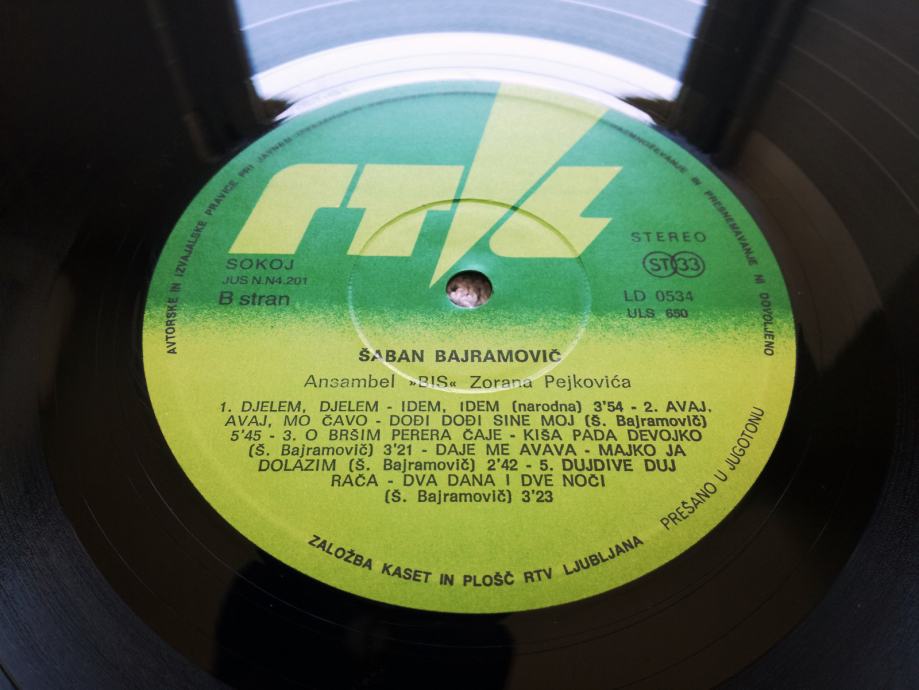 RTL
SOKOJ
JUS N.N4.201
B stran
STEREO
ST 33
LD 0534
ULS 650
ŠABAN BAJRAMOVIČ
Ansambel »BIS« Zorana Pejkovića
1. DJELEM, DJELEM - IDEM, IDEM (narodna) 3'54 - 2. AVAJ,
AVAJ, MO ČAVO - DOĐI DOĐI SINE MOJ (Š. Bajramovič)
5'45 - 3. O BRŠIM PERERA ČAJE - KIŠA PADA DEVOJKO
(Š. Bajramovič) 3'21 - DAJE ME AVAVA - MAJKO JA
DOLAZIM (Š. Bajramovič) 2'42 - 5. DUJDIVE DUJ
RAČA - DVA DANA I DVE NOČI
(Š. Bajramovič) 3'23
ZALOŽBA KASET IN PLOŠČ RTV LJUBLJANA
PREŠANO U JUGOTONU
AVTORSKE IN IZVAJALSKE PRAVICE PRI JAVNEM
RAZMNOŽEVANJE IN PRESNEMAVANJE NI DOVOLJENO